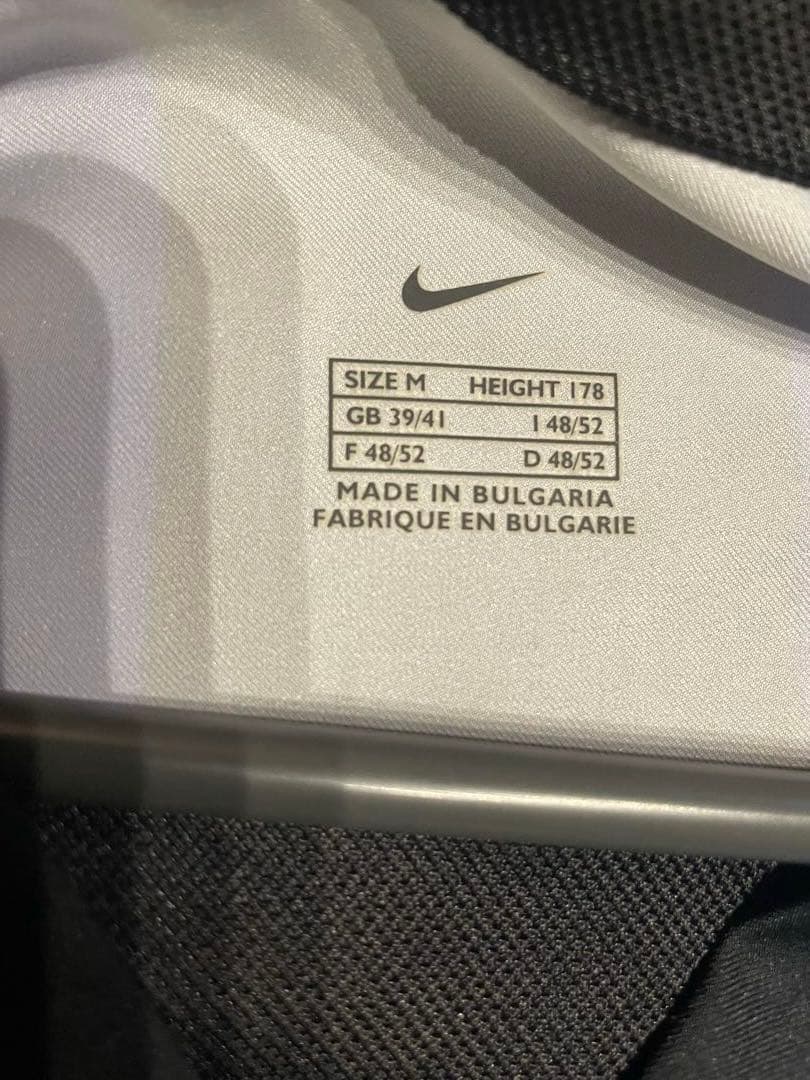 SIZE M HEIGHT 178
GB 39/41 I 48/52
F 48/52 D 48/52
MADE IN BULGARIA
FABRIQUE EN BULGARIE